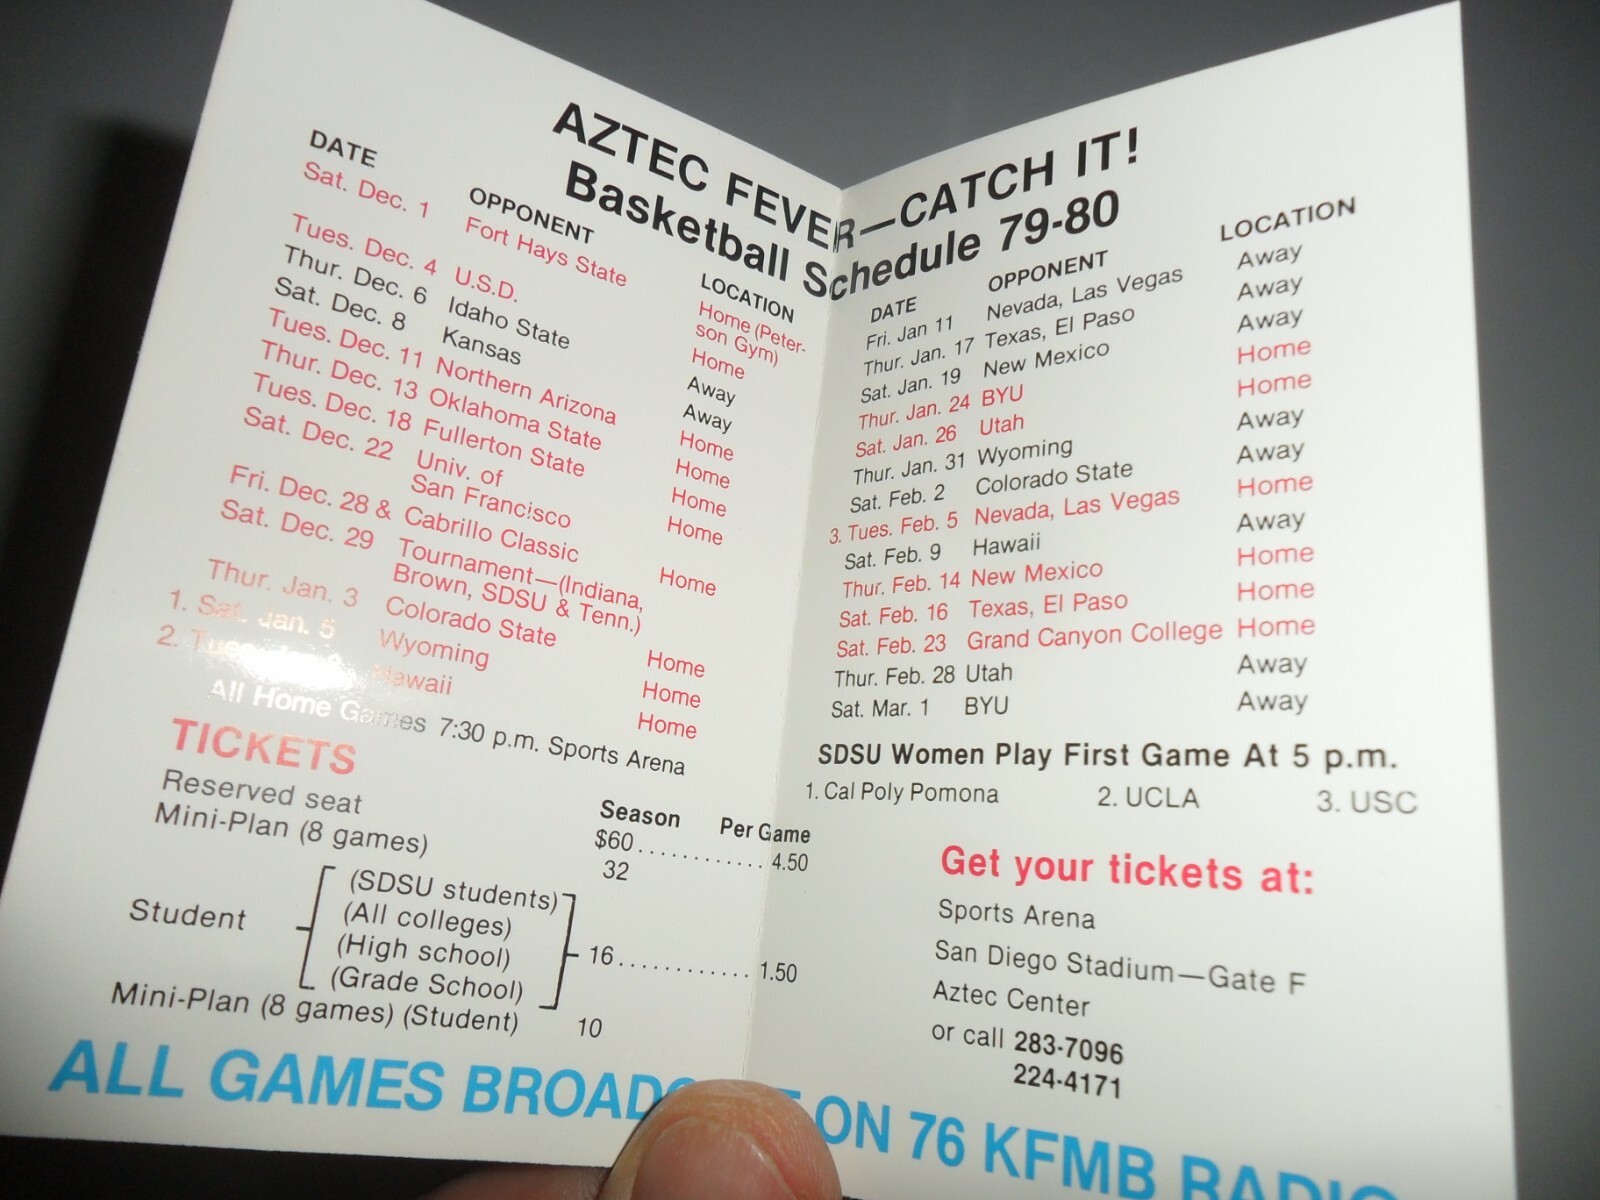 AZTEC FEVER—CATCH IT!
Basketball Schedule 79-80
DATE OPPONENT LOCATION
Sat. Dec. 1 Fort Hays State Home (Peter-
son Gym)
Tues. Dec. 4 U.S.D. Home
Thur. Dec. 6 Idaho State Away
Sat. Dec. 8 Kansas Away
Tues. Dec. 11 Northern Arizona Home
Thur. Dec. 13 Oklahoma State Home
Tues. Dec. 18 Fullerton State Home
Sat. Dec. 22 Univ. of Home
San Francisco
Fri. Dec. 28 & Cabrillo Classic
Sat. Dec. 29 Tournament—(Indiana, Home
Brown, SDSU & Tenn.)
Thur. Jan. 3 Colorado State Home
1. Sat. Jan. 5 Wyoming Home
2. Tues. Hawaii Home
All Home Games 7:30 p.m. Sports Arena
TICKETS
Season Per Game
Reserved seat $60 ............ 4.50
Mini-Plan (8 games) 32
Student
(SDSU students)
(All colleges)
(High school) 16 ............ 1.50
(Grade School)
Mini-Plan (8 games) (Student) 10
DATE OPPONENT LOCATION
Fri. Jan 11 Nevada, Las Vegas Away
Thur. Jan. 17 Texas, El Paso Away
Sat. Jan. 19 New Mexico Away
Thur. Jan. 24 BYU Home
Sat. Jan. 26 Utah Home
Thur. Jan. 31 Wyoming Away
Sat. Feb. 2 Colorado State Away
3. Tues. Feb. 5 Nevada, Las Vegas Home
Sat. Feb. 9 Hawaii Away
Thur. Feb. 14 New Mexico Home
Sat. Feb. 16 Texas, El Paso Home
Sat. Feb. 23 Grand Canyon College Home
Thur. Feb. 28 Utah Away
Sat. Mar. 1 BYU Away
SDSU Women Play First Game At 5 p.m.
1. Cal Poly Pomona 2. UCLA 3. USC
Get your tickets at:
Sports Arena
San Diego Stadium—Gate F
Aztec Center
or call 283-7096
224-4171
ALL GAMES BROADCAST ON 76 KFMB RADIO